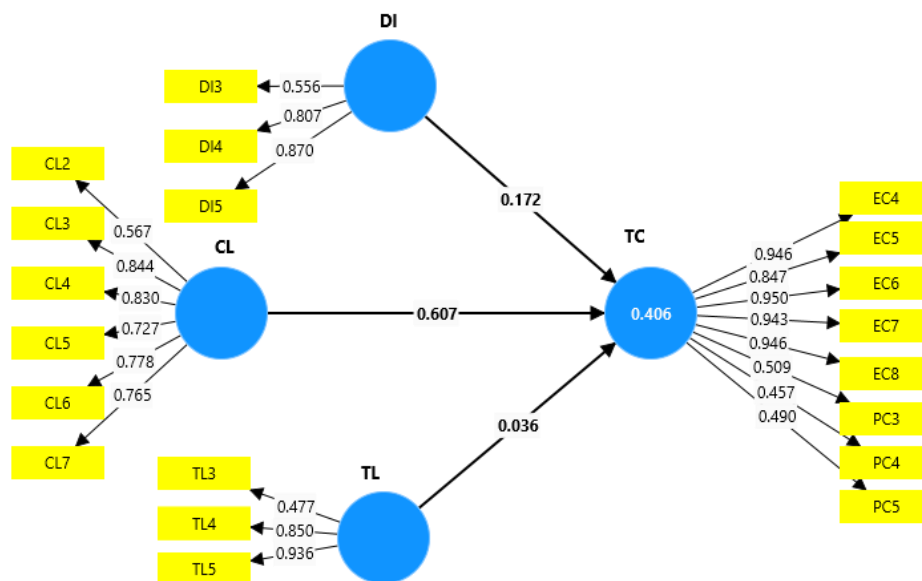 DI
DI3
0.556
DI4
0.807
DI5
0.870
CL2
0.567
CL3
0.844
CL4
0.830
CL5
0.727
CL6
0.778
CL7
0.765
CL
0.172
0.607
0.036
TC
0.406
EC4
0.946
EC5
0.847
EC6
0.950
EC7
0.943
EC8
0.946
PC3
0.509
PC4
0.457
PC5
0.490
TL
TL3
0.477
TL4
0.850
TL5
0.936